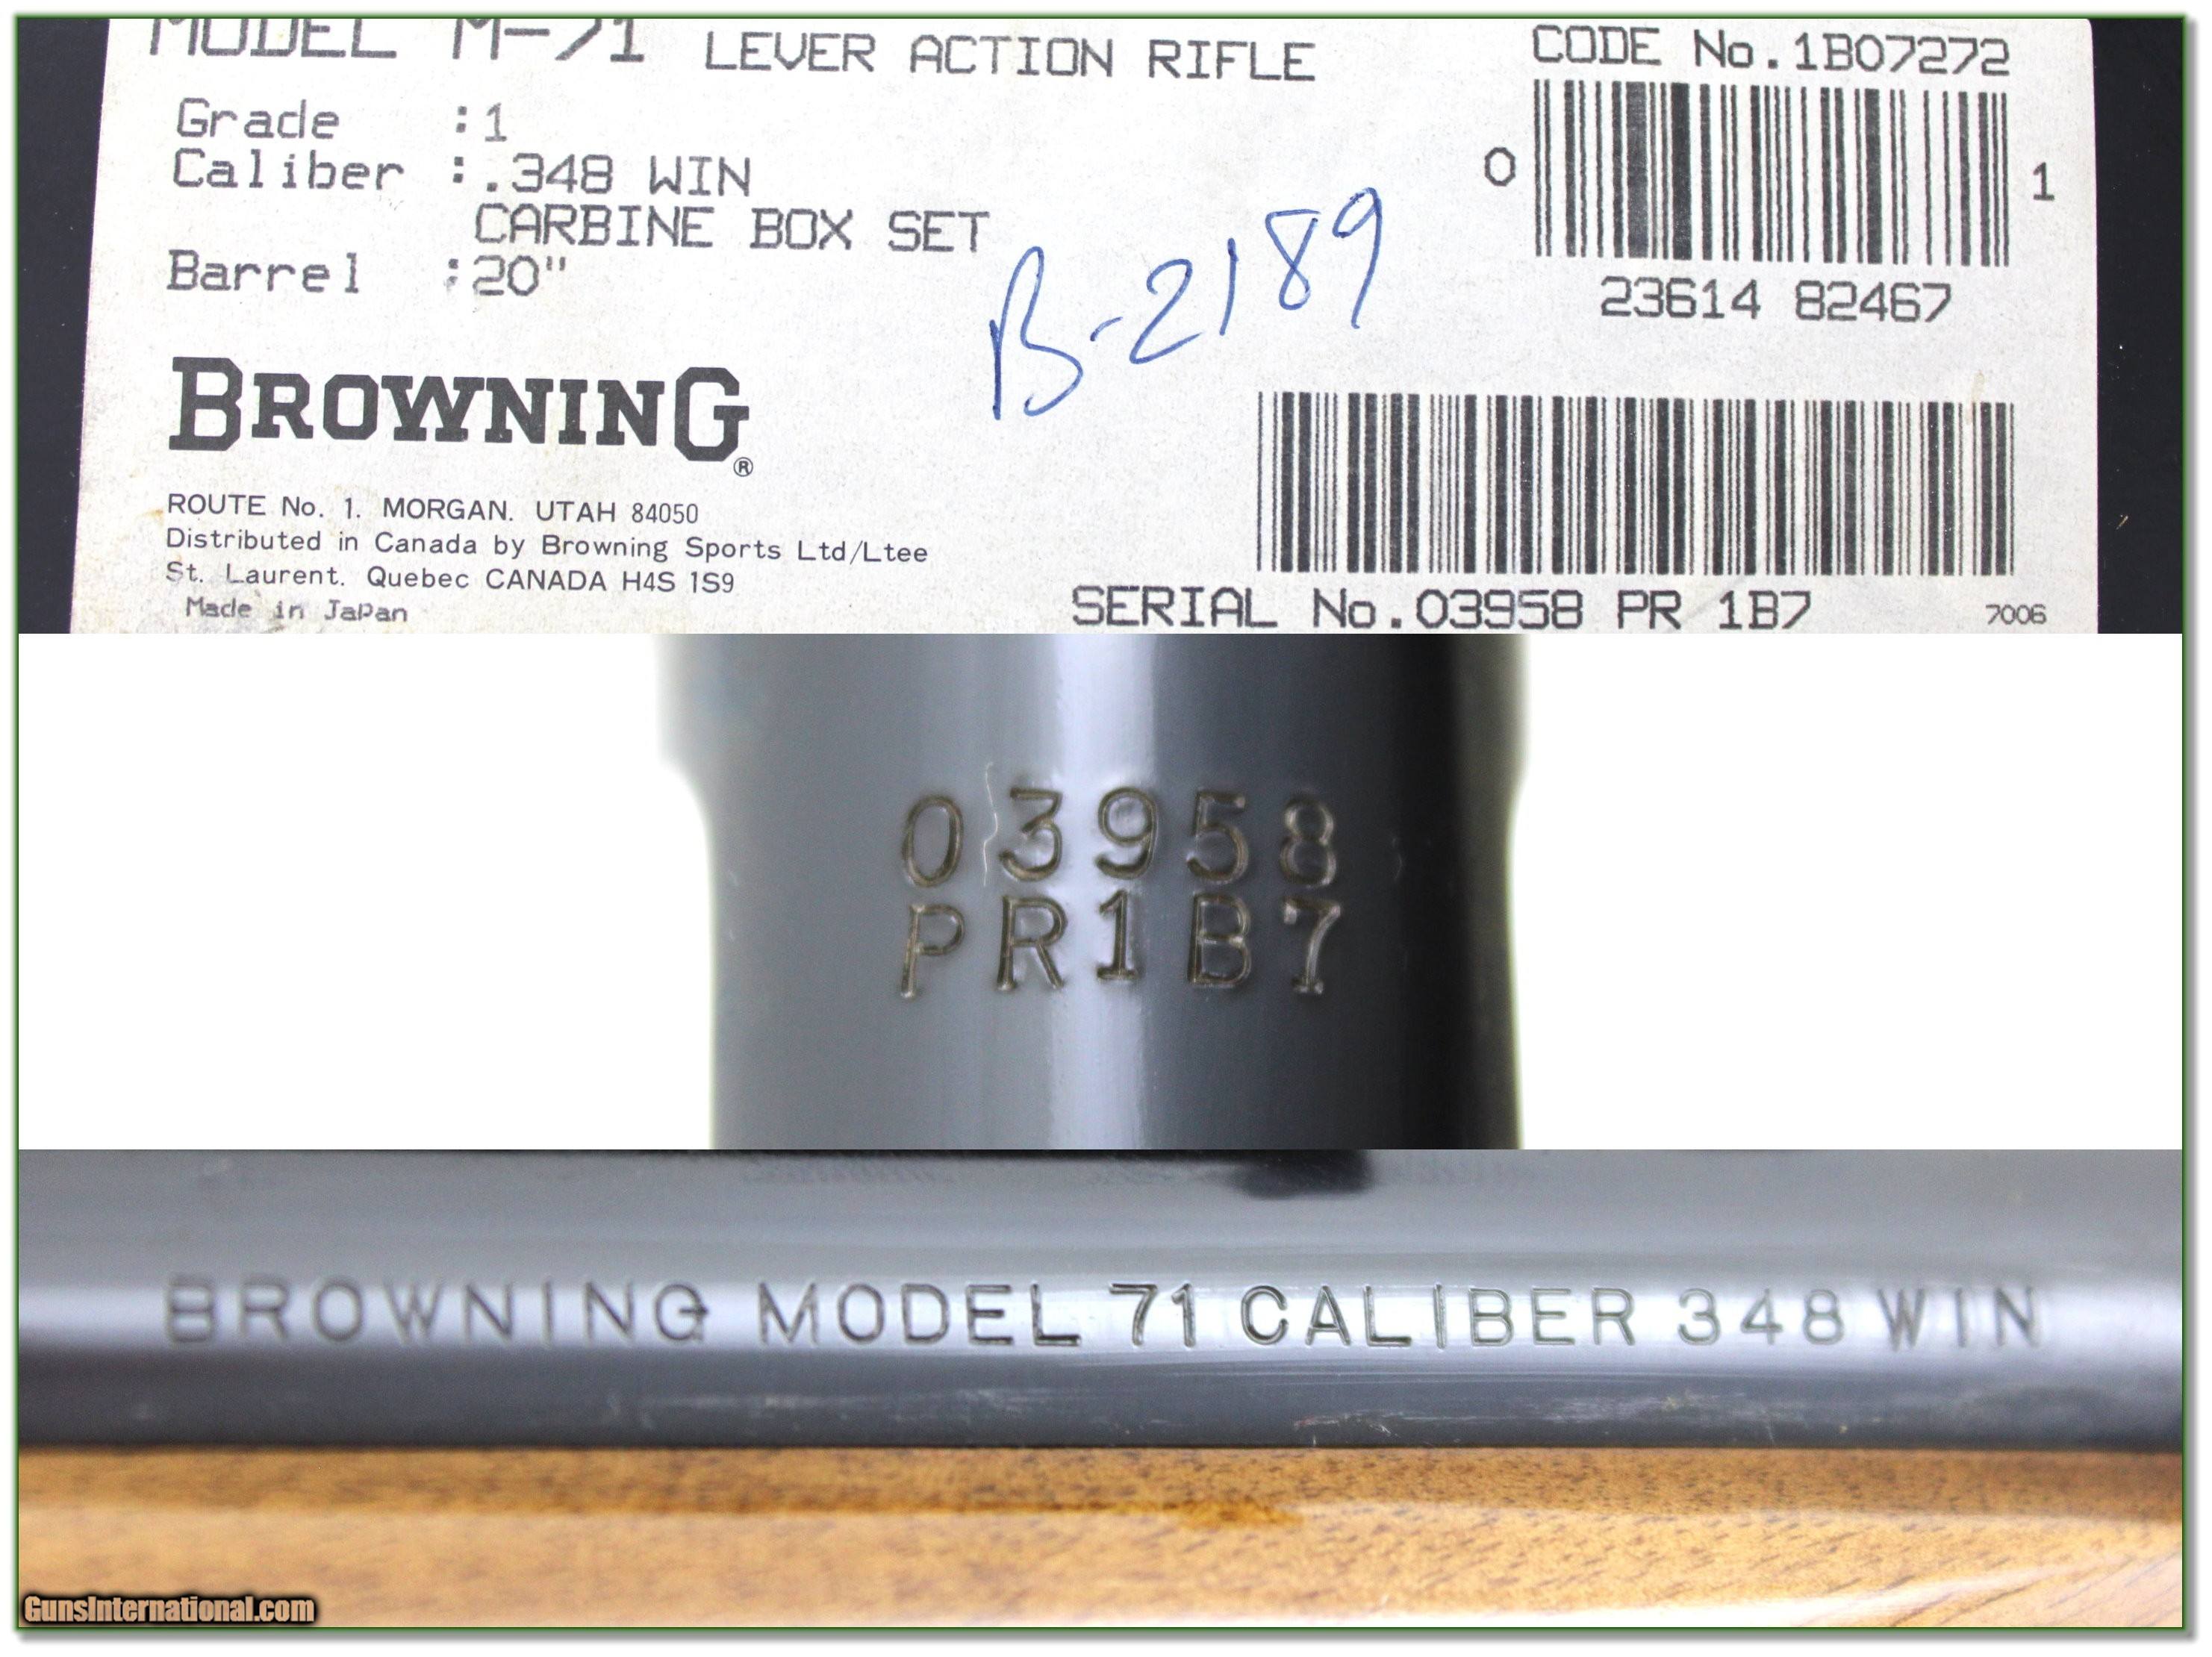 MODEL M-71 LEVER ACTION RIFLE
CODE No.1B07272
Grade :1
Caliber :.348 WIN
CARBINE BOX SET
Barrel :20"
0 1
23614 82467
B-2189
BROWNING®
ROUTE No. 1. MORGAN. UTAH 84050
Distributed in Canada by Browning Sports Ltd/Ltee
St. Laurent. Quebec CANADA H4S 1S9
Made in Japan
SERIAL No.03958 PR 1B7
7006
03958
PR1B7
BROWNING MODEL 71 CALIBER 348 WIN
GunsInternational.com